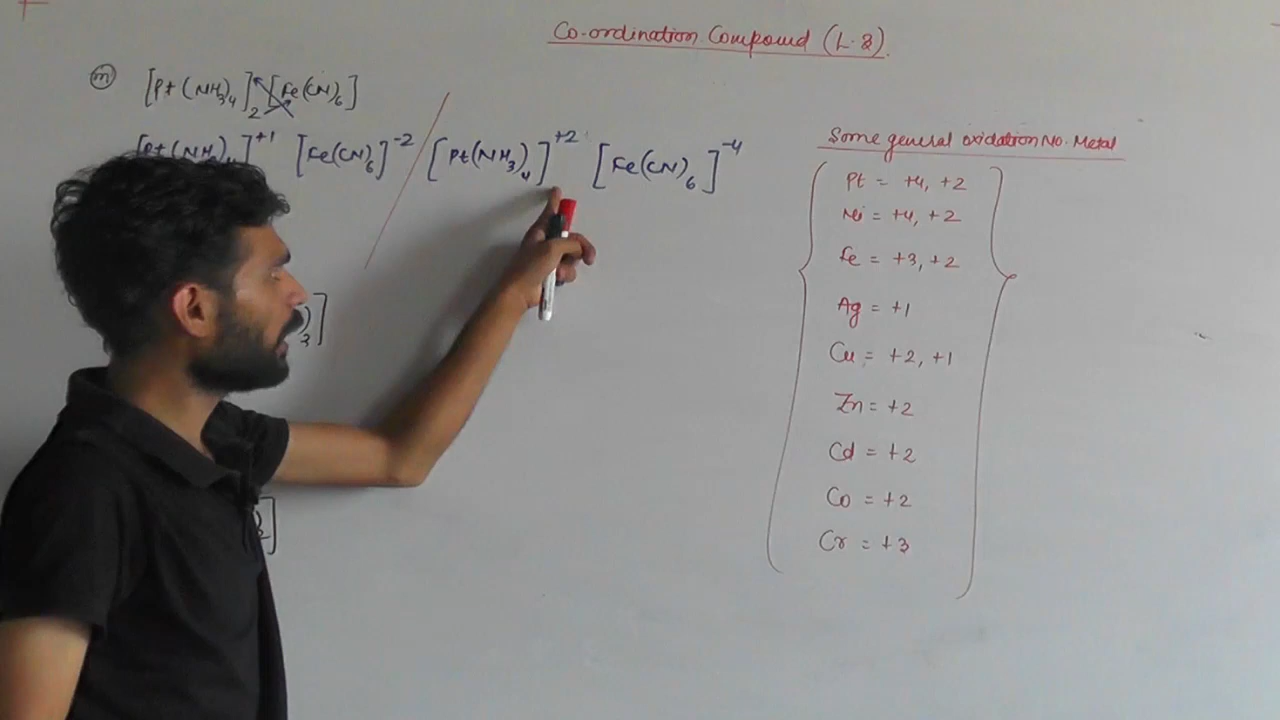 Co-ordination Compound (L.8).
(m) [Pt(NH3)4]2 [Fe(CN)6]
[Pt(NH3)4]+1 [Fe(CN)6]-2 / [Pt(NH3)4]+2 [Fe(CN)6]-4
)3]
]
Some general oxidation No. Metal
Pt = +4, +2
Ni = +4, +2
Fe = +3, +2
Ag = +1
Cu = +2, +1
Zn = +2
Cd = +2
Co = +2
Cr = +3